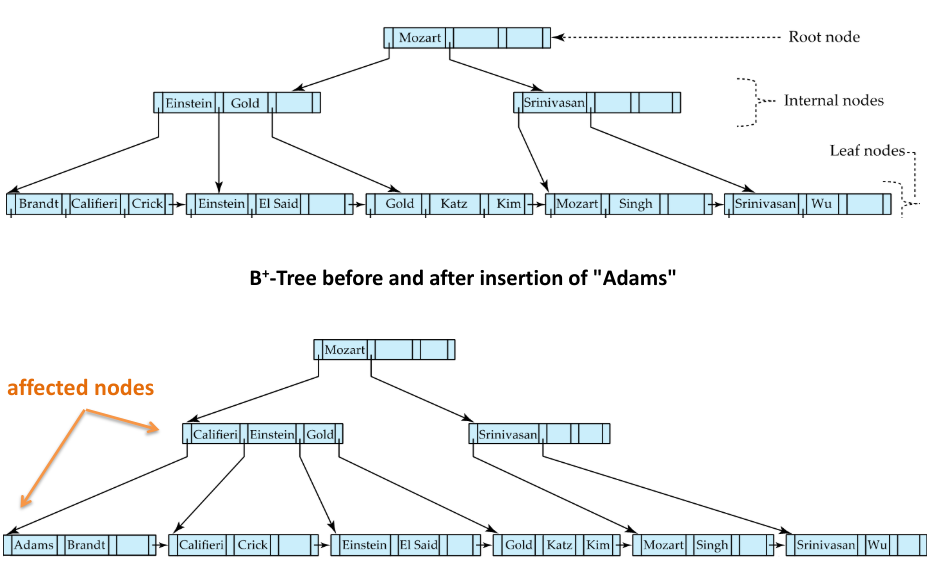 Mozart
Root node
Einstein Gold
Srinivasan
Internal nodes
Leaf nodes
Brandt Califieri Crick
Einstein El Said
Gold Katz Kim
Mozart Singh
Srinivasan Wu
B+-Tree before and after insertion of "Adams"
Mozart
affected nodes
Califieri Einstein Gold
Srinivasan
Adams Brandt
Califieri Crick
Einstein El Said
Gold Katz Kim
Mozart Singh
Srinivasan Wu